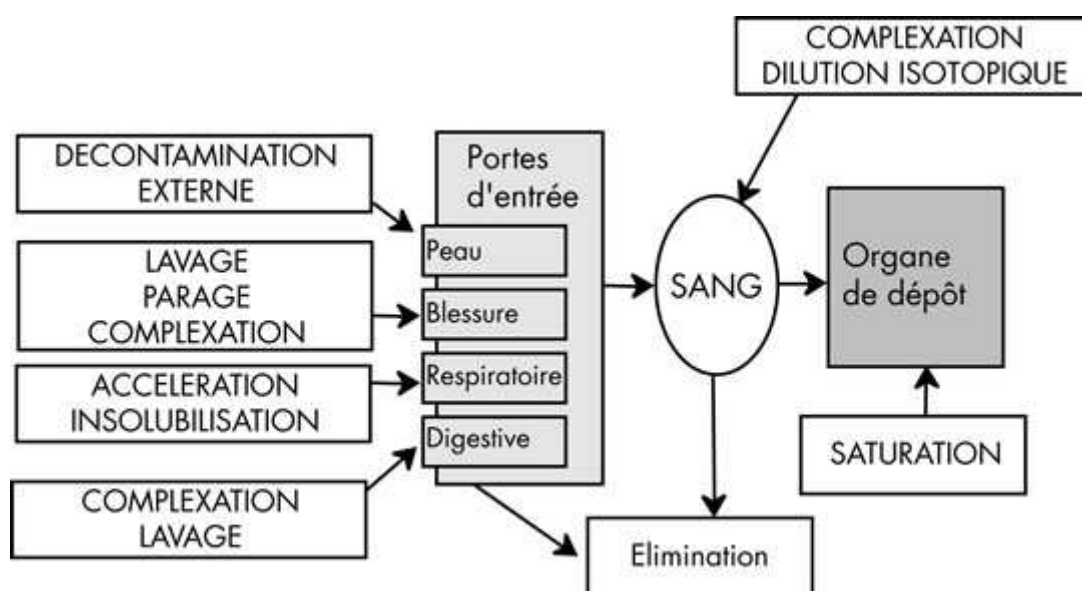 COMPLEXATION
DILUTION ISOTOPIQUE
DECONTAMINATION
EXTERNE
LAVAGE
PARAGE
COMPLEXATION
ACCELERATION
INSOLUBILISATION
COMPLEXATION
LAVAGE
Portes
d'entrée
Peau
Blessure
Respiratoire
Digestive
SANG
Organe
de dépôt
SATURATION
Elimination